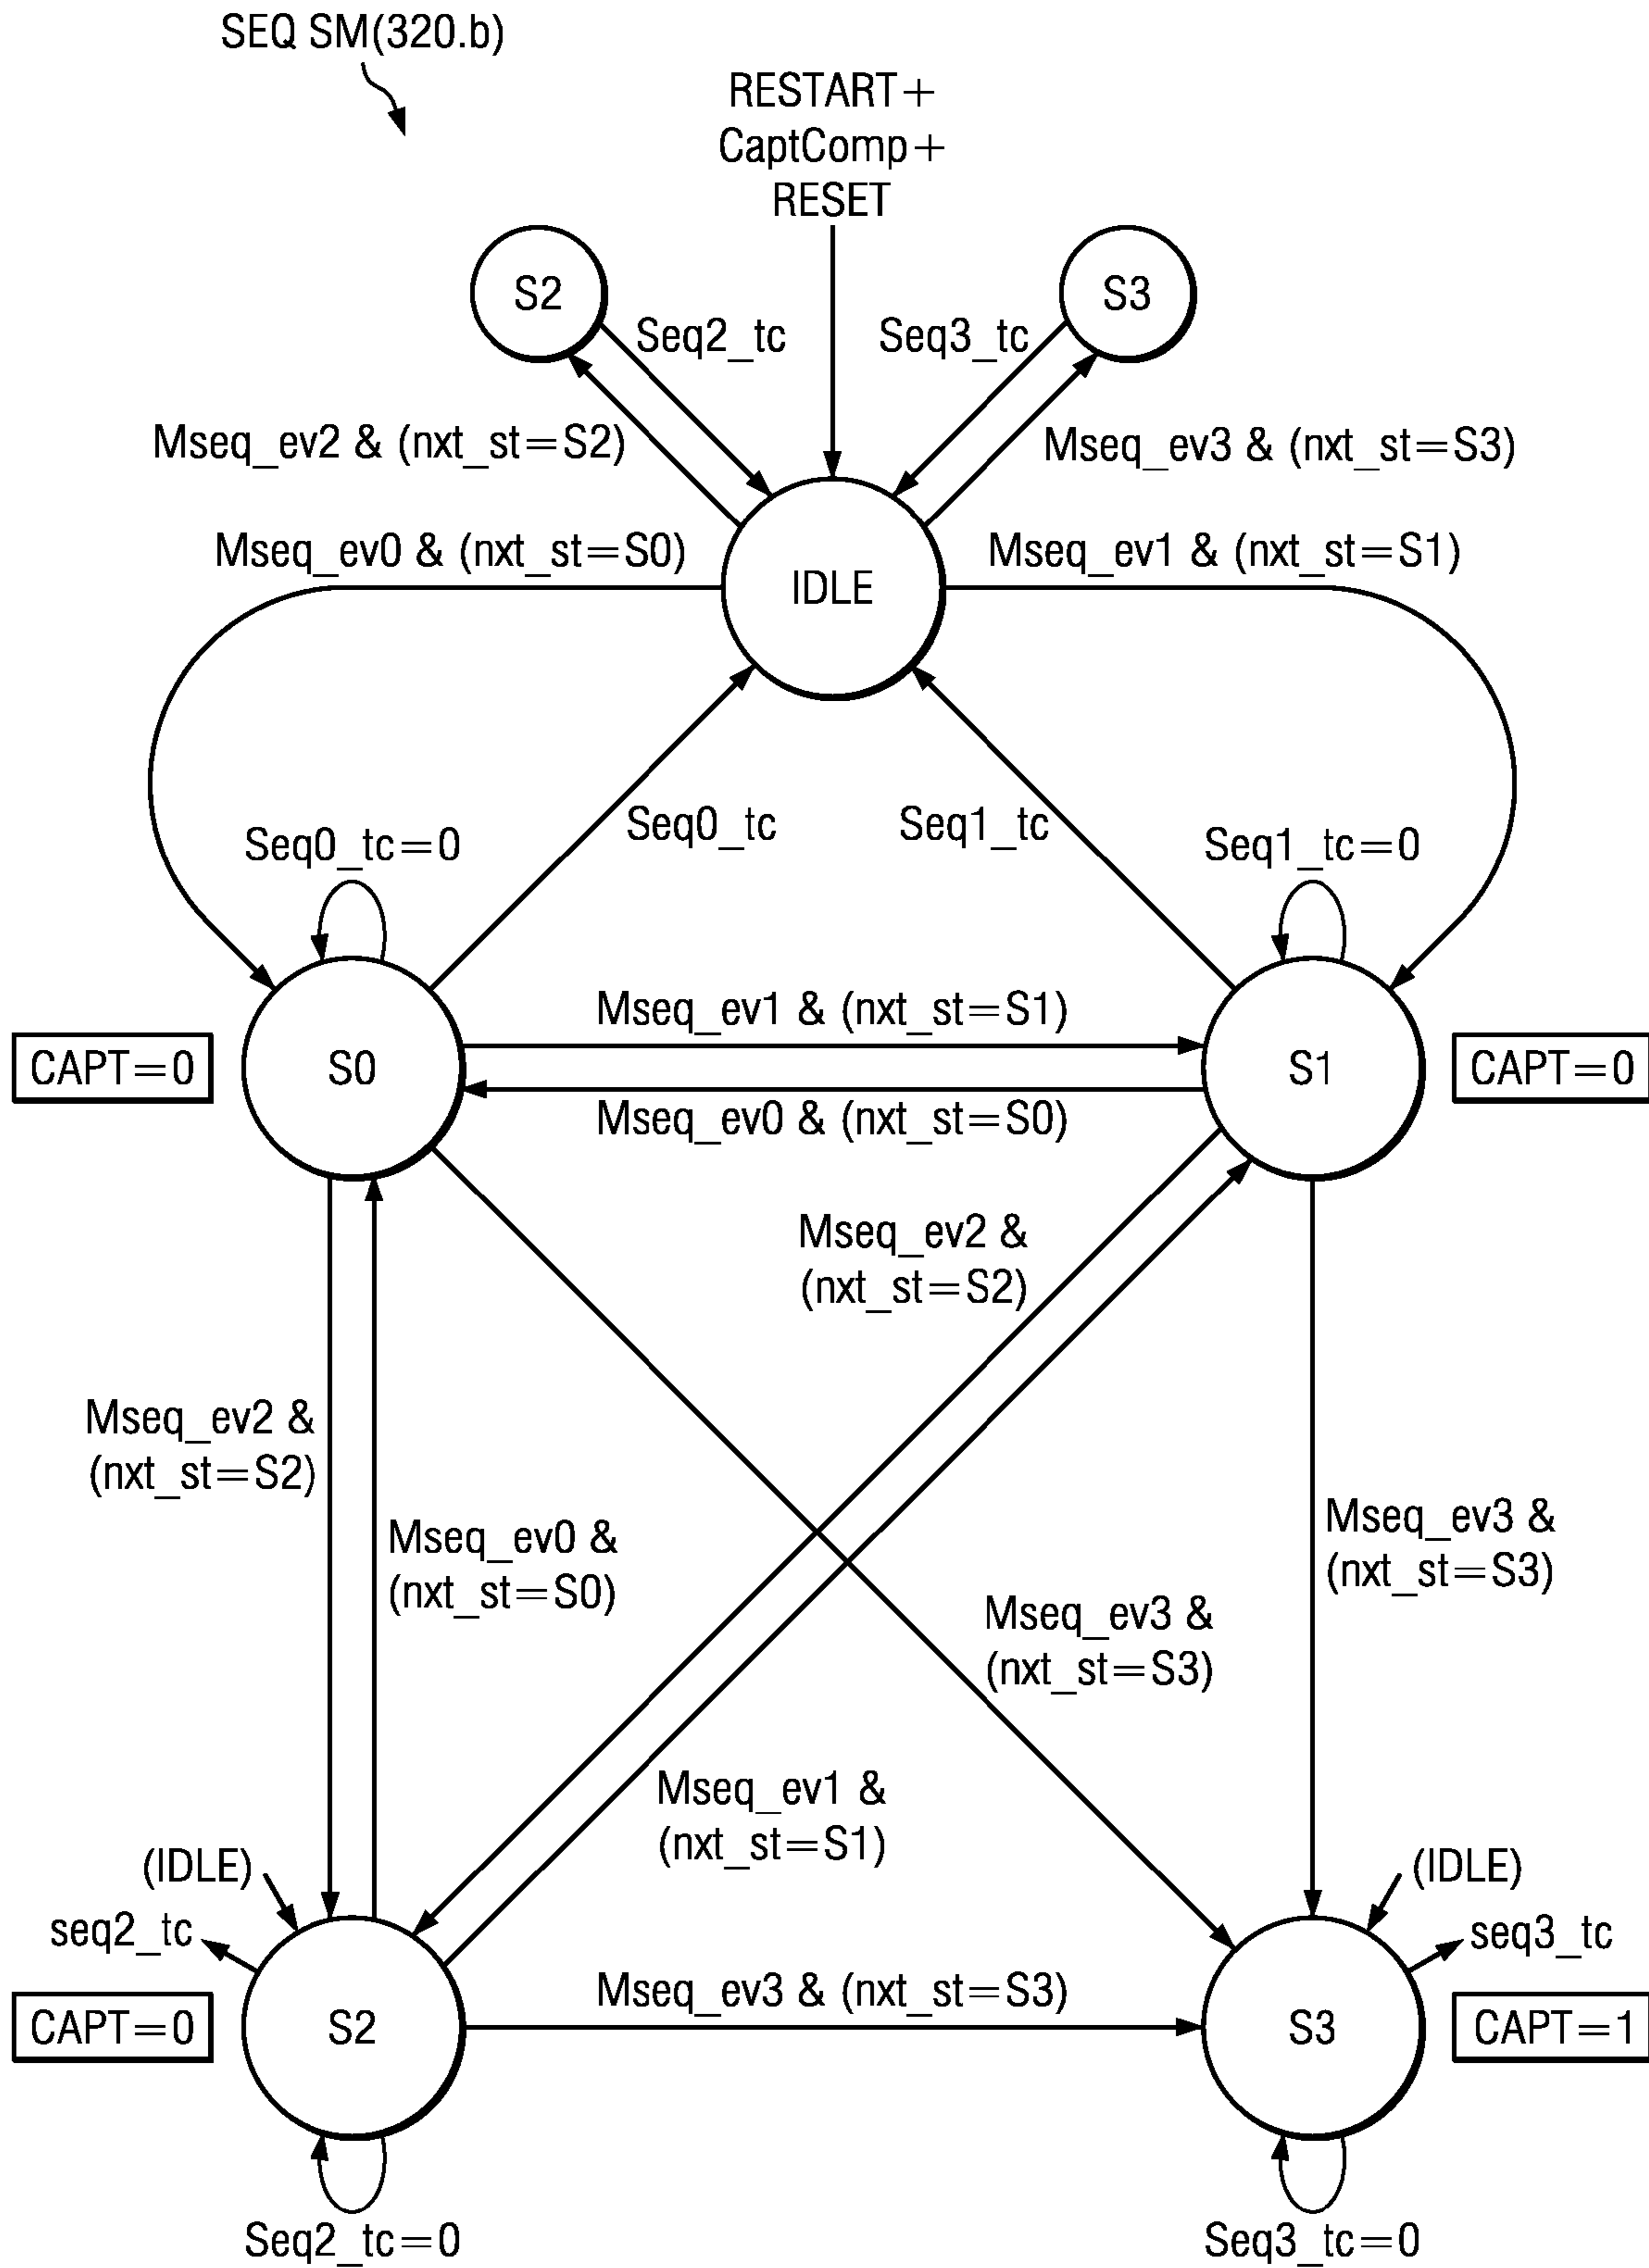 SEQ SM(320.b)
RESTART+
CaptComp+
RESET
S2
S3
Seq2_tc
Seq3_tc
Mseq_ev2 & (nxt_st=S2)
Mseq_ev3 & (nxt_st=S3)
Mseq_ev0 & (nxt_st=S0)
Mseq_ev1 & (nxt_st=S1)
IDLE
Seq0_tc=0
Seq0_tc
Seq1_tc
Seq1_tc=0
Mseq_ev1 & (nxt_st=S1)
CAPT=0
S0
S1
CAPT=0
Mseq_ev0 & (nxt_st=S0)
Mseq_ev2 &
(nxt_st=S2)
Mseq_ev2 &
(nxt_st=S2)
Mseq_ev0 &
(nxt_st=S0)
Mseq_ev3 &
(nxt_st=S3)
Mseq_ev3 &
(nxt_st=S3)
Mseq_ev1 &
(nxt_st=S1)
(IDLE)
(IDLE)
seq2_tc
seq3_tc
Mseq_ev3 & (nxt_st=S3)
CAPT=0
S2
S3
CAPT=1
Seq2_tc=0
Seq3_tc=0